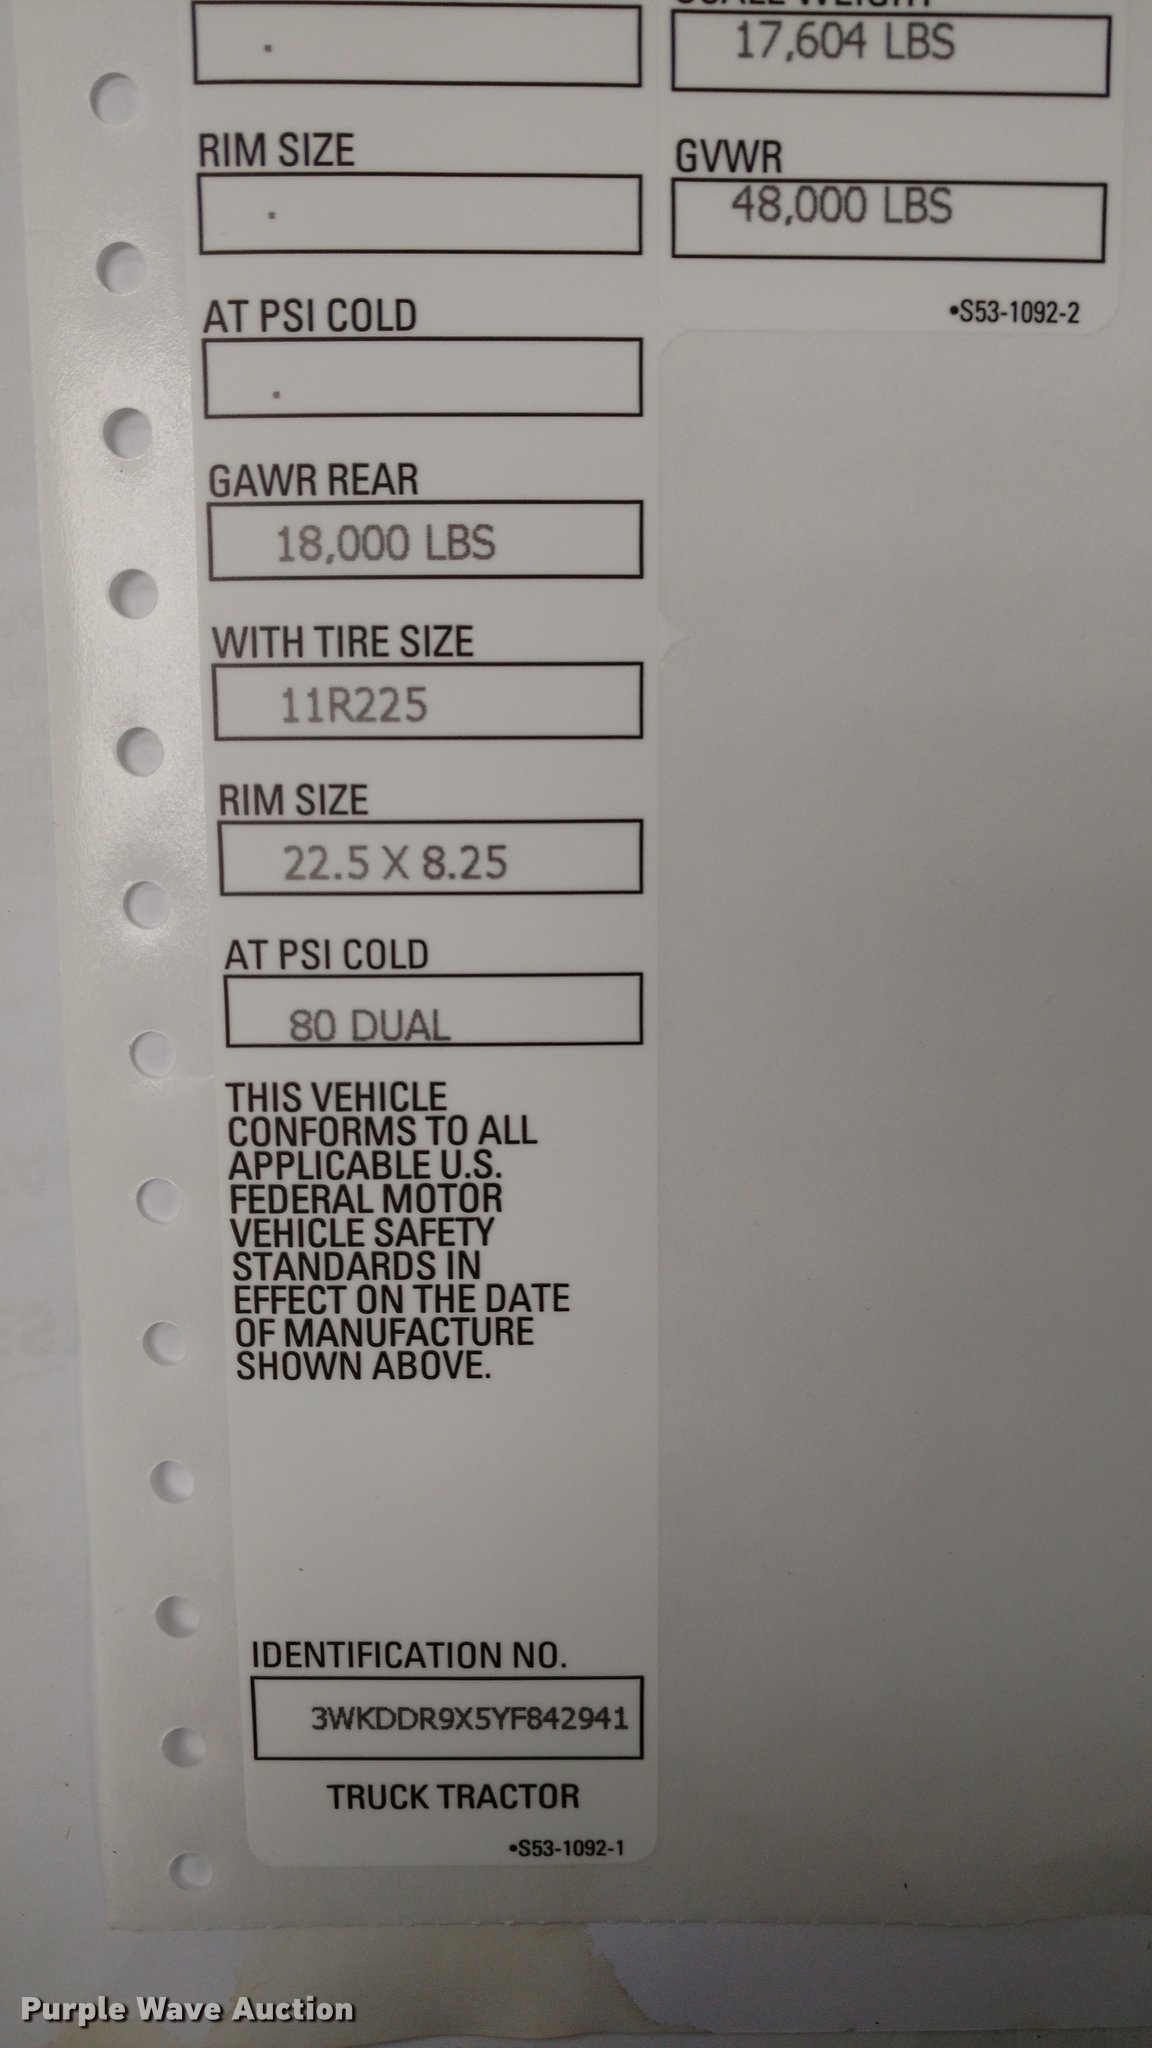 .
RIM SIZE
.
AT PSI COLD
.
GAWR REAR
18,000 LBS
WITH TIRE SIZE
11R225
RIM SIZE
22.5 X 8.25
AT PSI COLD
80 DUAL
THIS VEHICLE
CONFORMS TO ALL
APPLICABLE U.S.
FEDERAL MOTOR
VEHICLE SAFETY
STANDARDS IN
EFFECT ON THE DATE
OF MANUFACTURE
SHOWN ABOVE.
IDENTIFICATION NO.
3WKDDR9X5YF842941
TRUCK TRACTOR
•S53-1092-1
SCALE WEIGHT
17,604 LBS
GVWR
48,000 LBS
•S53-1092-2
Purple Wave Auction